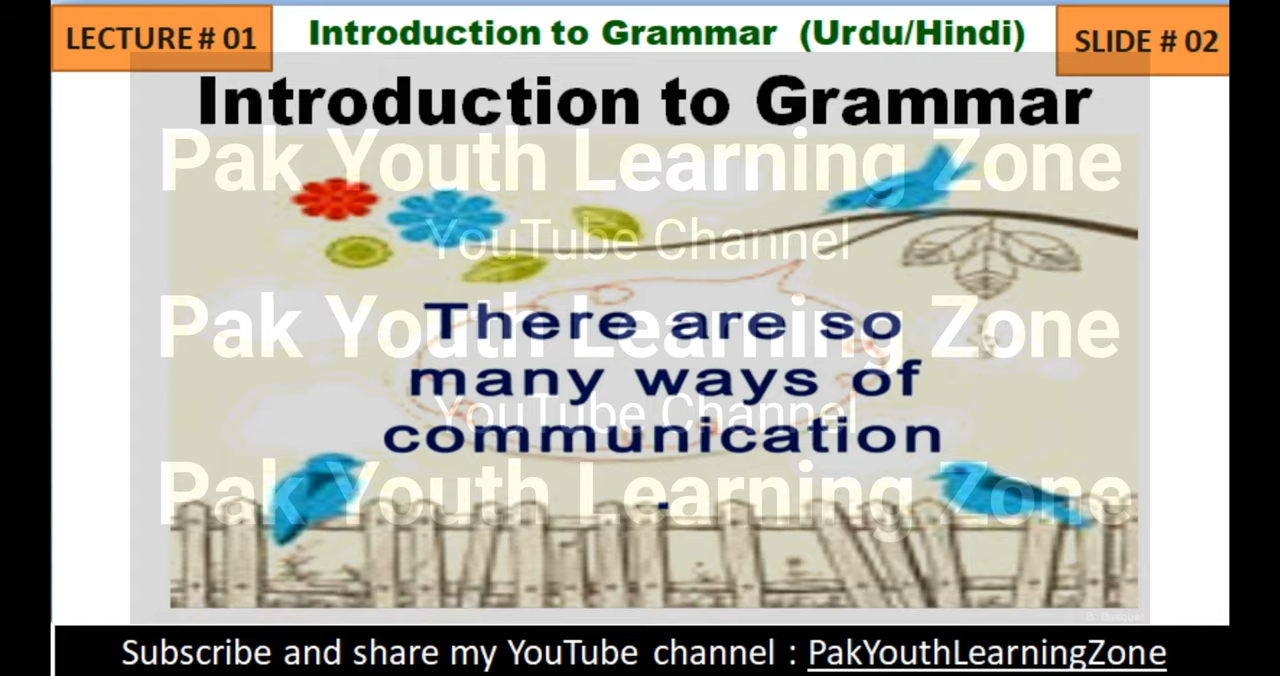 LECTURE # 01
Introduction to Grammar (Urdu/Hindi)
SLIDE # 02
Introduction to Grammar
Pak Youth Learning Zone
YouTube Channel
Pak Youth Learning Zone
There are so
many ways of
YouTube Channel
communication
Pak Youth Learning Zone
.
Subscribe and share my YouTube channel : PakYouthLearningZone